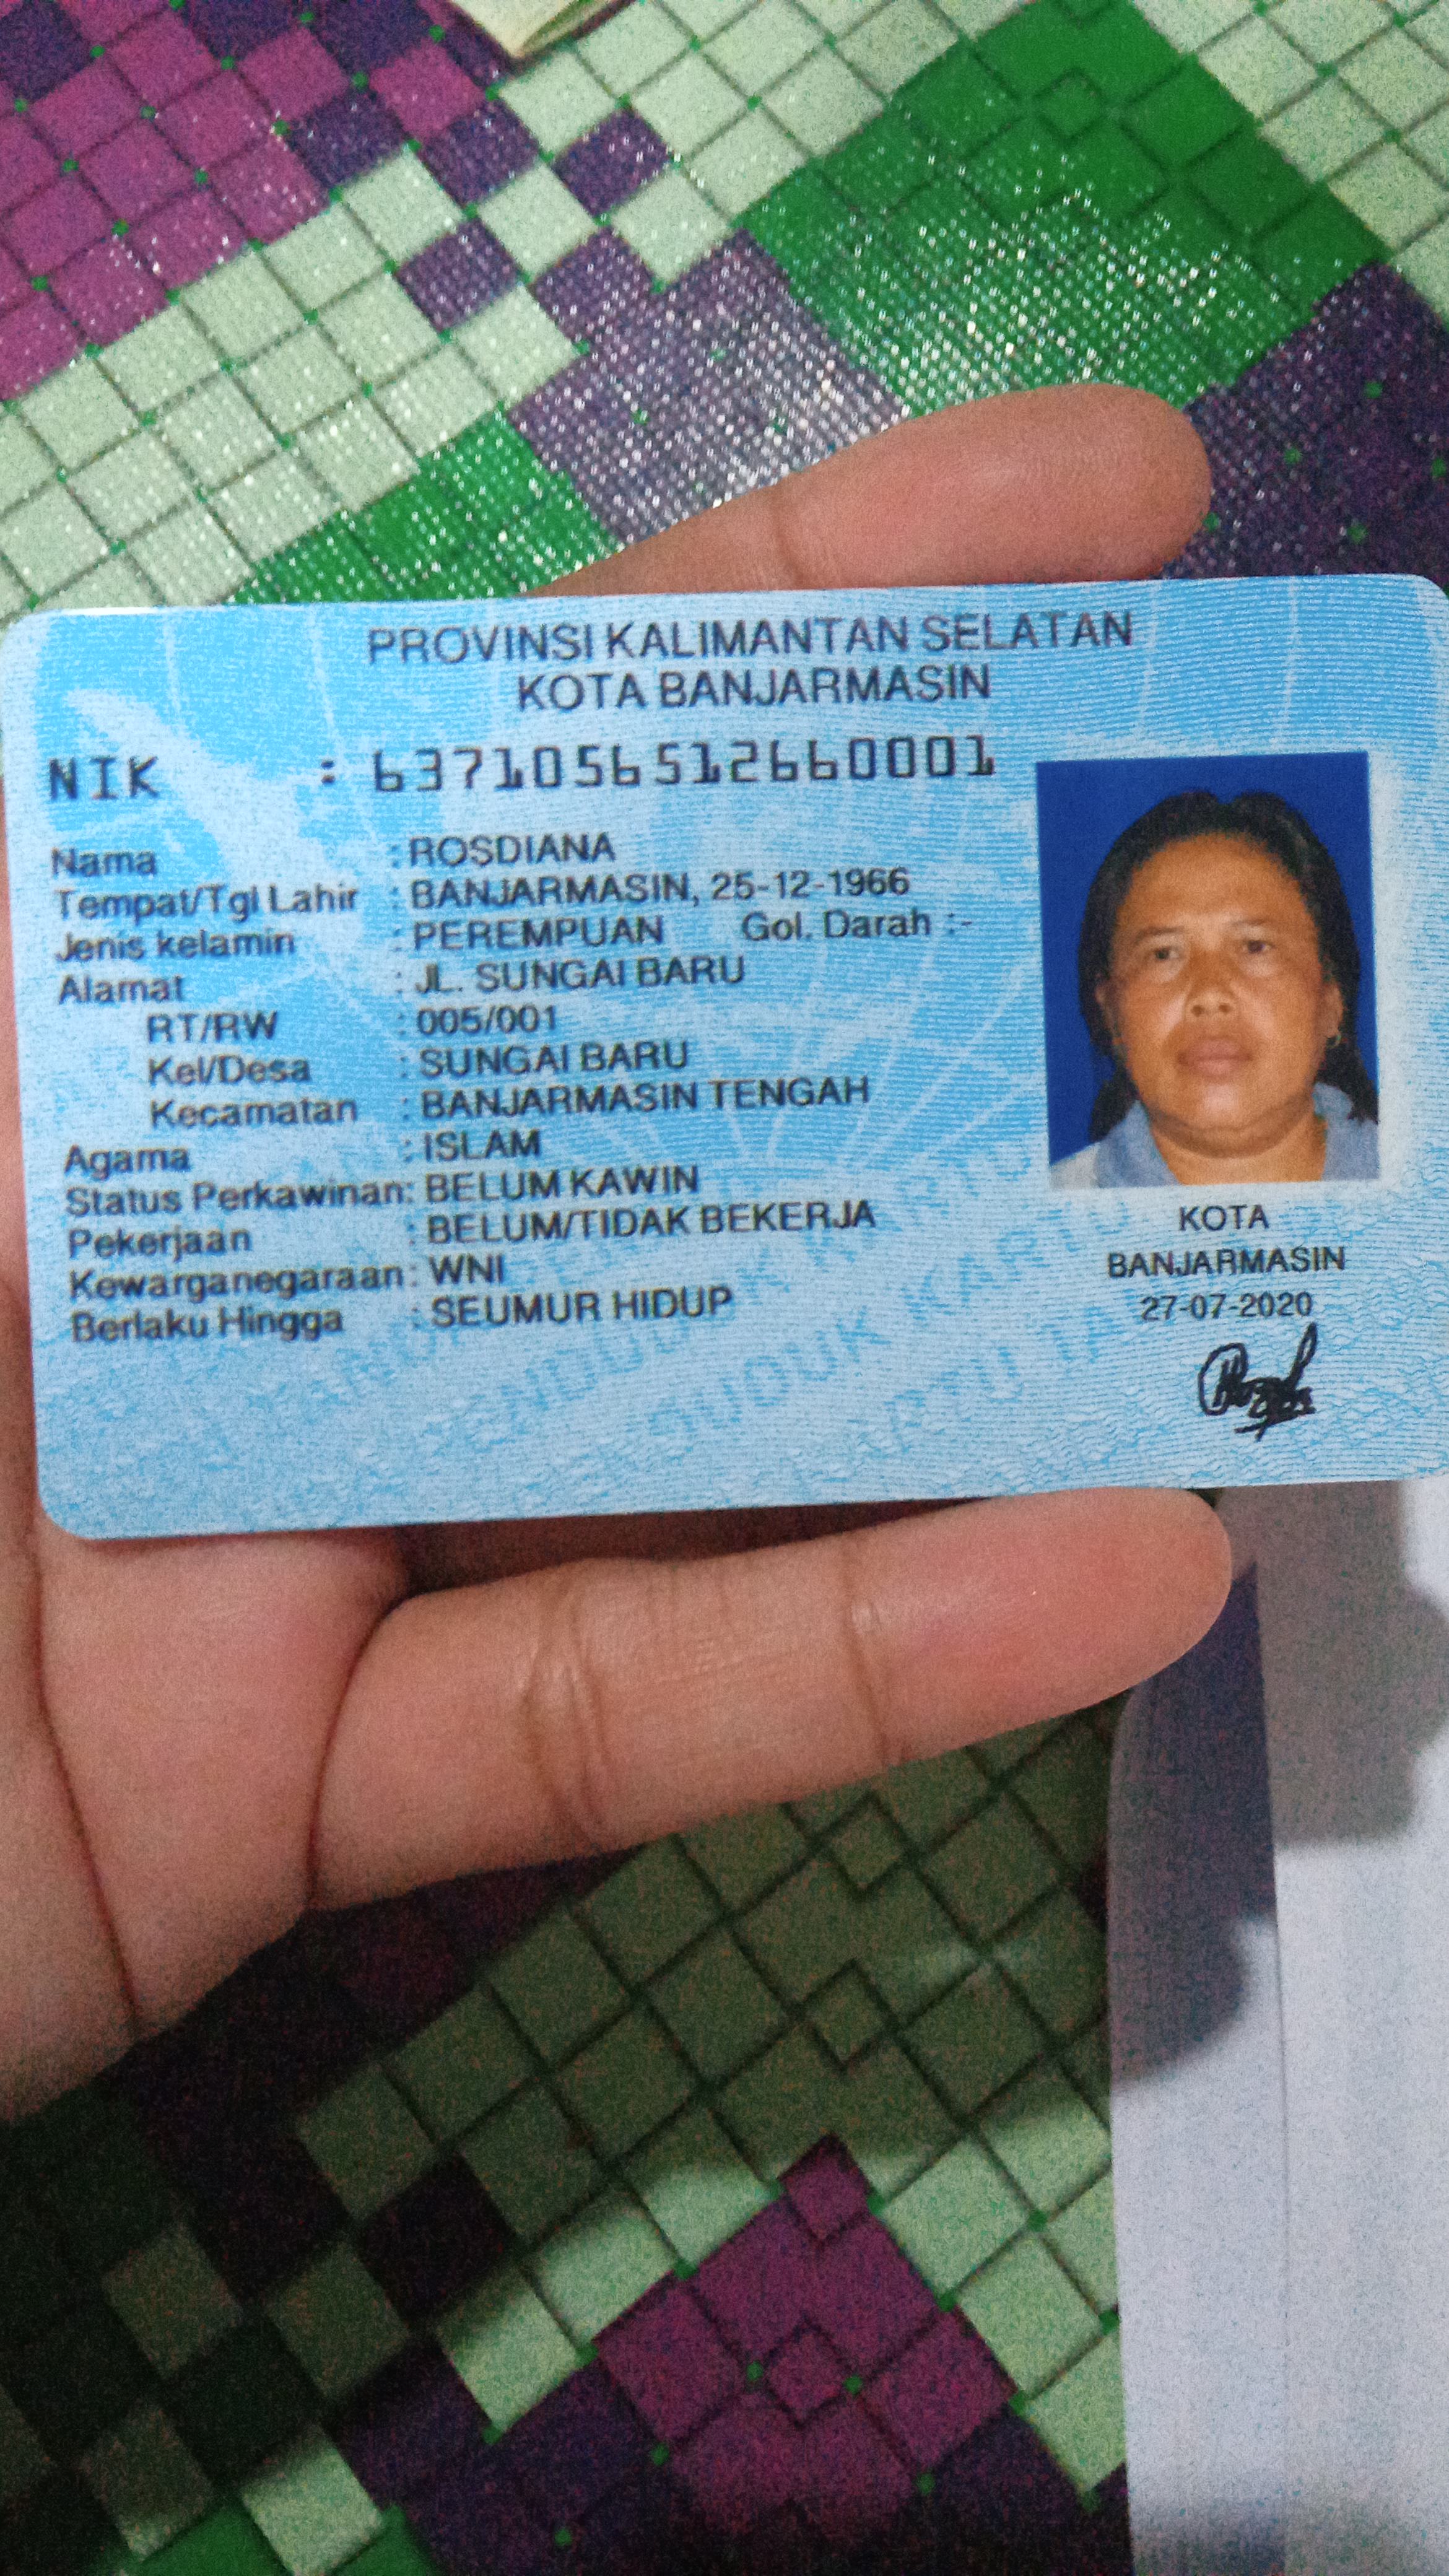 PROVINSI KALIMANTAN SELATAN
KOTA BANJARMASIN
NIK : 6371056512660001
Nama : ROSDIANA
Tempat/Tgl Lahir : BANJARMASIN, 25-12-1966
Jenis kelamin : PEREMPUAN Gol. Darah :-
Alamat : JL. SUNGAI BARU
RT/RW : 005/001
Kel/Desa : SUNGAI BARU
Kecamatan : BANJARMASIN TENGAH
Agama : ISLAM
Status Perkawinan: BELUM KAWIN
Pekerjaan : BELUM/TIDAK BEKERJA
Kewarganegaraan: WNI
Berlaku Hingga : SEUMUR HIDUP
KOTA
BANJARMASIN
27-07-2020